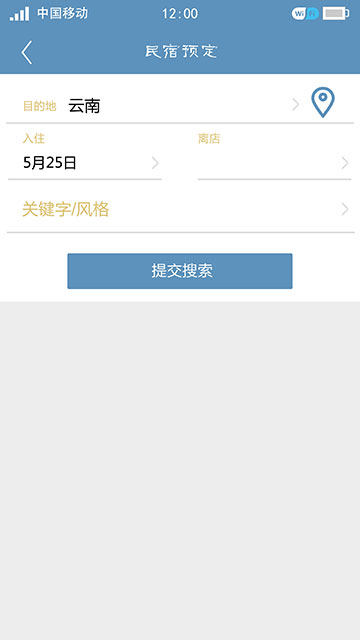 中国移动 12:00 WiFi
民宿预定
目的地 云南
入住 离店
5月25日
关键字/风格
提交搜索